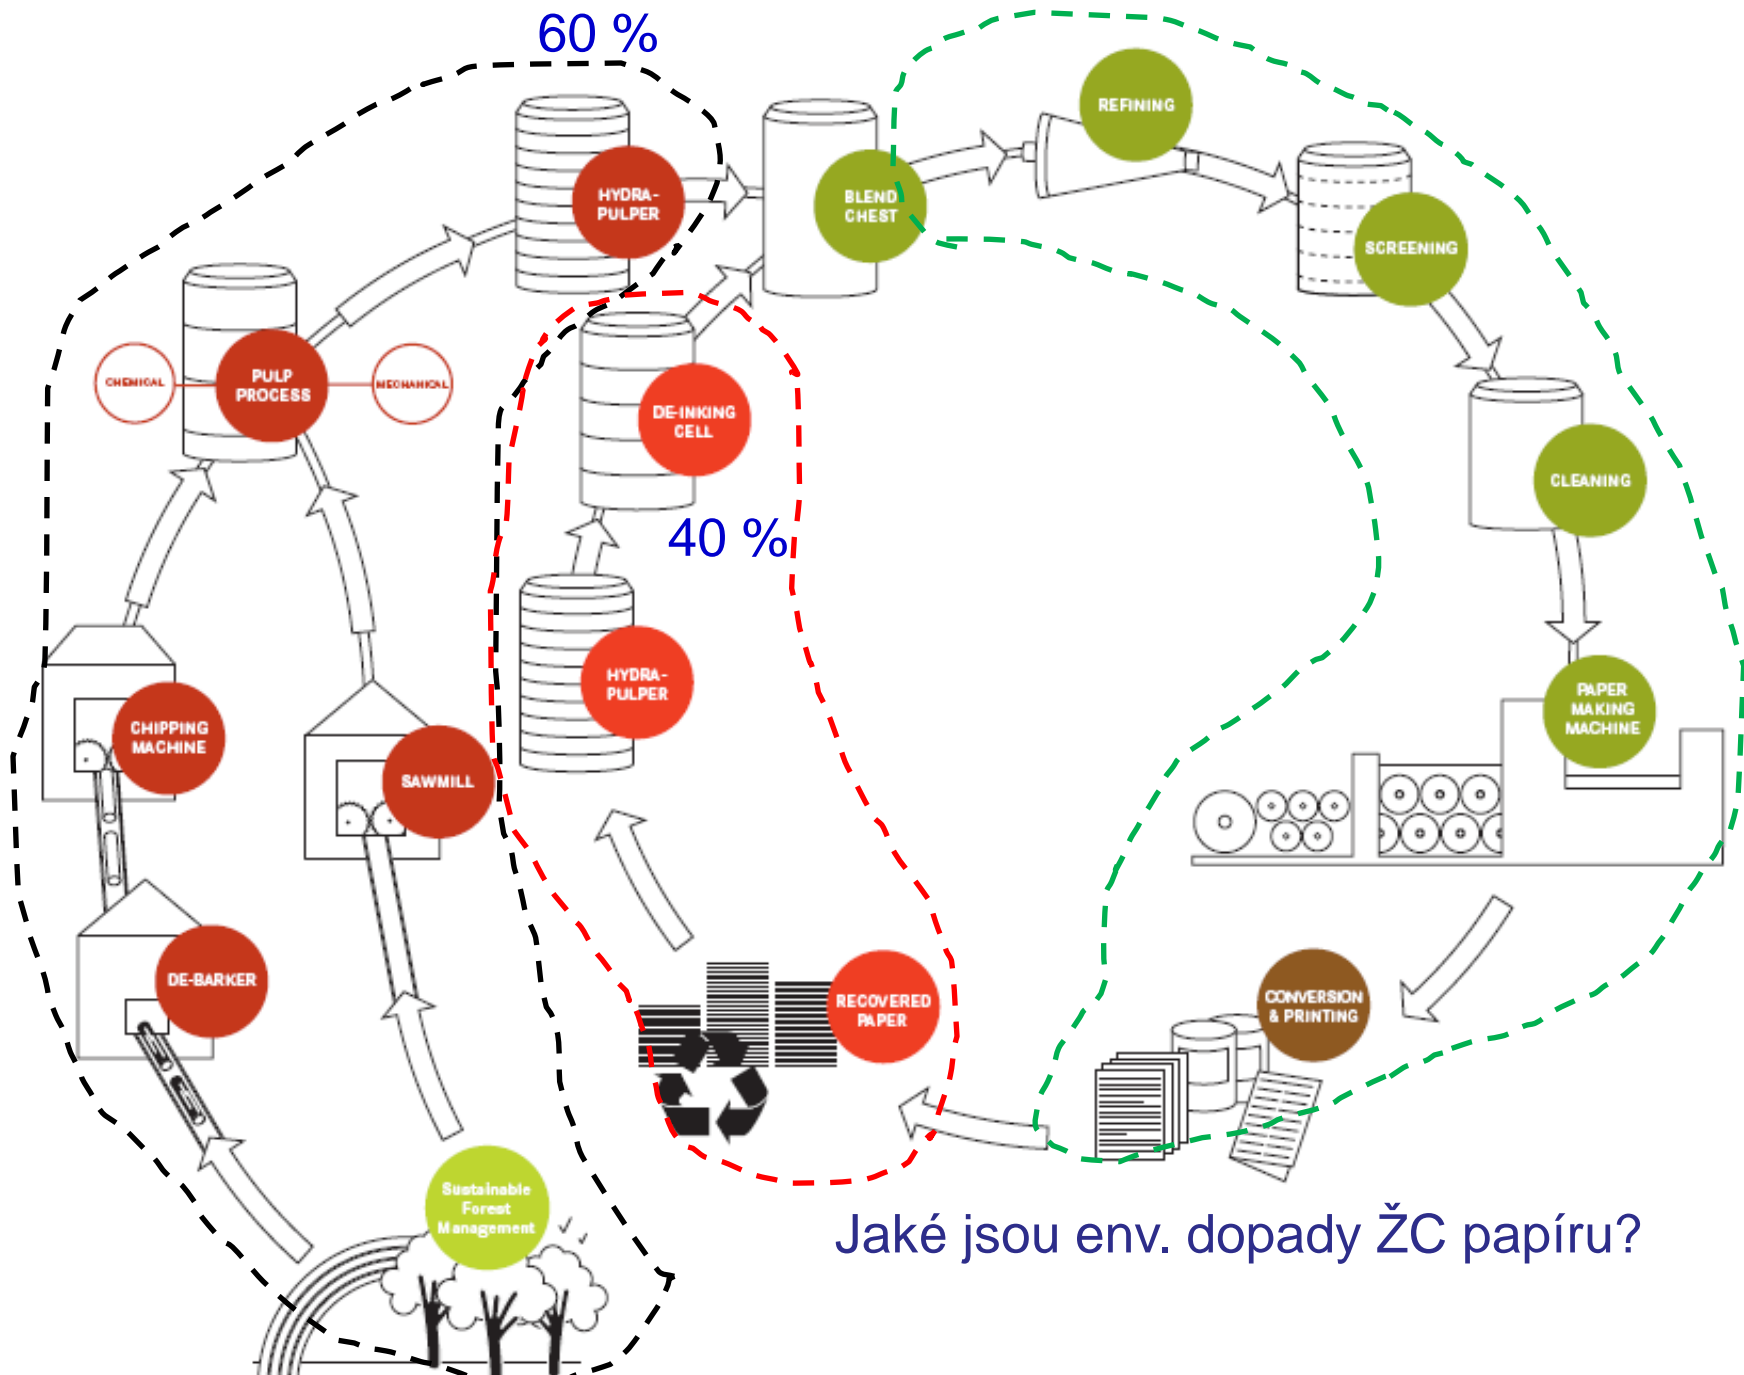 60 %
REFINING
HYDRA-
PULPER
BLEND
CHEST
SCREENING
CHEMICAL
PULP
PROCESS
MECHANICAL
DE-INKING
CELL
CLEANING
40 %
HYDRA-
PULPER
PAPER
MAKING
MACHINE
CHIPPING
MACHINE
SAWMILL
DE-BARKER
RECOVERED
PAPER
CONVERSION
& PRINTING
Sustainable
Forest
Management
Jaké jsou env. dopady ŽC papíru?